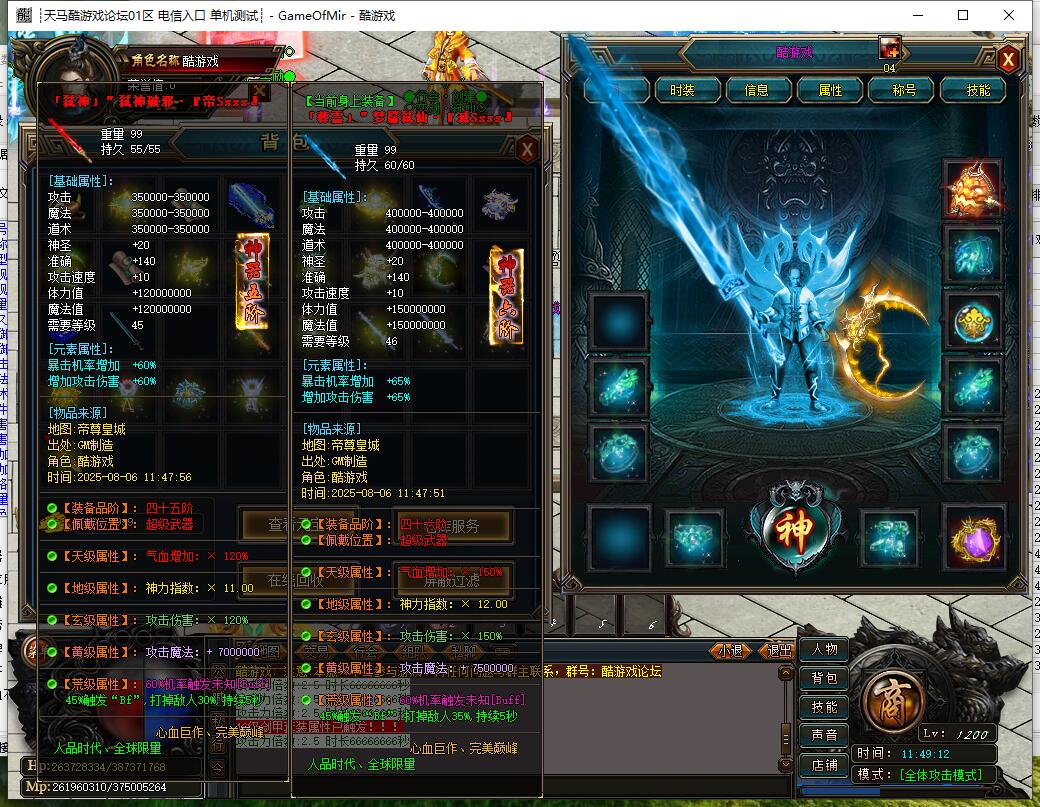 天马酷游戏论坛01区 电信入口 单机测试 - GameOfMir - 酷游戏
角色名称 酷游戏
荣誉值:0
背包
重量 99
持久 55/55
[基础属性]:
攻击 350000-350000
魔法 350000-350000
道术 350000-350000
神圣 +20
准确 +140
攻击速度 +10
体力值 +120000000
魔法值 +120000000
需要等级 45
神器五阶
[元素属性]:
暴击机率增加 +60%
增加攻击伤害 +60%
[物品来源]
地图:帝尊皇城
出处:GM制造
角色:酷游戏
时间:2025-08-06 11:47:56
【装备品阶】: 四十五阶
【佩戴位置】: 超级武器
【天级属性】: 气血增加: × 120%
【地级属性】: 神力指数: × 11.00
【玄级属性】: 攻击伤害: × 120%
【黄级属性】: 攻击魔法: + 7000000
【荒级属性】: 60%机率触发未知[Buff]
45%触发“Bf”,打掉敌人30%,持续5秒
心血巨作、完美巅峰
人品时代、全球限量
【当前身上装备】
重量 99
持久 60/60
[基础属性]:
攻击 400000-400000
魔法 400000-400000
道术 400000-400000
神圣 +20
准确 +140
攻击速度 +10
体力值 +150000000
魔法值 +150000000
需要等级 46
神器六阶
[元素属性]:
暴击机率增加 +65%
增加攻击伤害 +65%
[物品来源]
地图:帝尊皇城
出处:GM制造
角色:酷游戏
时间:2025-08-06 11:47:51
【装备品阶】: 四十六阶
【佩戴位置】: 超级武器
【天级属性】: 气血增加: × 150%
【地级属性】: 神力指数: × 12.00
【玄级属性】: 攻击伤害: × 150%
【黄级属性】: 攻击魔法: + 7500000
【荒级属性】: 60%机率触发未知[Buff]
45%触发“Bf”,打掉敌人35%,持续5秒
心血巨作、完美巅峰
人品时代、全球限量
酷游戏
04
时装
信息
属性
称号
技能
神
5 6
小退
退出
系, 群号: 酷游戏论坛
人物
背包
技能
声音
店铺
商
Lv: 1200
时间: 11:49:12
模式: [全体攻击模式]
Hp:263728334/387371768
Mp:261960310/375005264